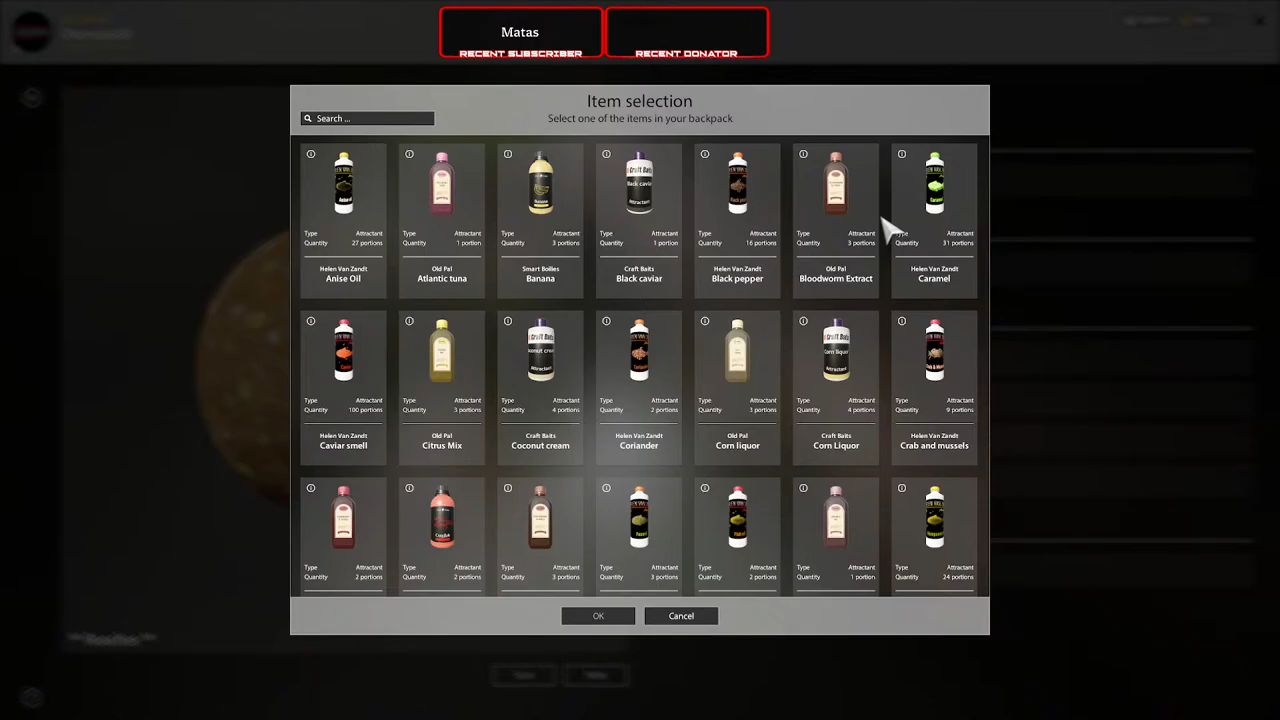 Matas
RECENT SUBSCRIBER
RECENT DONATOR
Item selection
Select one of the items in your backpack
Search ...
Type Attractant
Quantity 27 portions
Helen Van Zandt
Anise Oil
Type Attractant
Quantity 1 portion
Old Pal
Atlantic tuna
Type Attractant
Quantity 3 portions
Smart Boilies
Banana
Type Attractant
Quantity 1 portion
Craft Baits
Black caviar
Type Attractant
Quantity 16 portions
Helen Van Zandt
Black pepper
Type Attractant
Quantity 3 portions
Old Pal
Bloodworm Extract
Type Attractant
Quantity 31 portions
Helen Van Zandt
Caramel
Type Attractant
Quantity 100 portions
Helen Van Zandt
Caviar smell
Type Attractant
Quantity 3 portions
Old Pal
Citrus Mix
Type Attractant
Quantity 4 portions
Craft Baits
Coconut cream
Type Attractant
Quantity 2 portions
Helen Van Zandt
Coriander
Type Attractant
Quantity 3 portions
Old Pal
Corn liquor
Type Attractant
Quantity 4 portions
Craft Baits
Corn Liquor
Type Attractant
Quantity 9 portions
Helen Van Zandt
Crab and mussels
Type Attractant
Quantity 2 portions
Type Attractant
Quantity 2 portions
Type Attractant
Quantity 3 portions
Type Attractant
Quantity 3 portions
Type Attractant
Quantity 2 portions
Type Attractant
Quantity 1 portion
Type Attractant
Quantity 24 portions
OK
Cancel